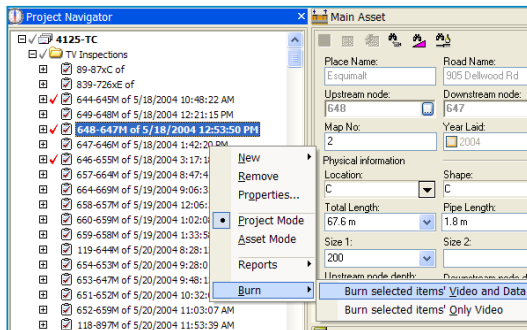 Project Navigator
4125-TC
TV Inspections
89-87xC of
839-726xE of
644-645M of 5/18/2004 10:48:22 AM
649-648M of 5/18/2004 12:21:15 PM
648-647M of 5/18/2004 12:53:50 PM
647-646M of 5/18/2004 1:42:20 PM
646-655M of 5/18/2004 3:17:18
657-664M of 5/19/2004 8:47:4
664-669M of 5/19/2004 9:06:3
658-657M of 5/19/2004 12:06:
660-659M of 5/19/2004 1:02:08
659-658M of 5/19/2004 1:33:58
119-644M of 5/20/2004 8:28:1
654-653M of 5/20/2004 9:28:0
653-647M of 5/20/2004 9:48:1
651-652M of 5/20/2004 10:32:0
652-659M of 5/20/2004 11:03:07 AM
118-897M of 5/20/2004 11:53:39 AM
New
Remove
Properties...
Project Mode
Asset Mode
Reports
Burn
Burn selected items' Video and Data
Burn selected items' Only Video
Main Asset
Place Name: Road Name:
Esquimalt 905 Dellwood Rd
Upstream node: Downstream node:
648 647
Map No: Year Laid:
2 2004
Physical information
Location: Shape:
C C
Total Length: Pipe Length:
67.6 m 1.8 m
Size 1: Size 2:
200
Upstream node depth: Downstream node d